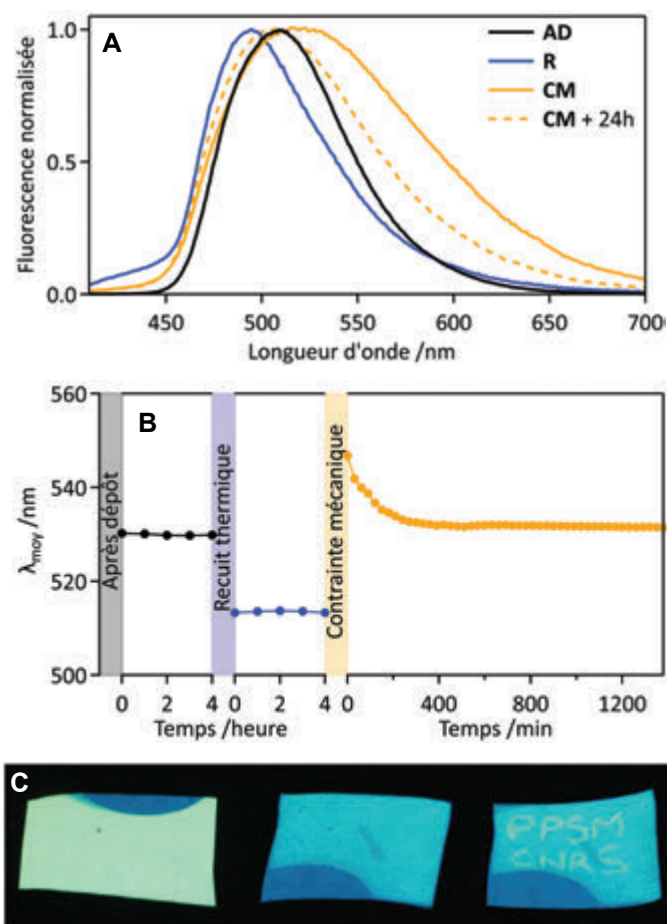 A
AD
R
CM
CM + 24h
Fluorescence normalisée
1.0
0.5
0.0
450
500
550
600
650
700
Longueur d'onde /nm
B
λmoy /nm
560
540
520
500
Après dépôt
Recuit thermique
Contrainte mécanique
0 2 4 0 2 4 0 400 800 1200
Temps /heure
Temps /min
C
PPSM
CNRS